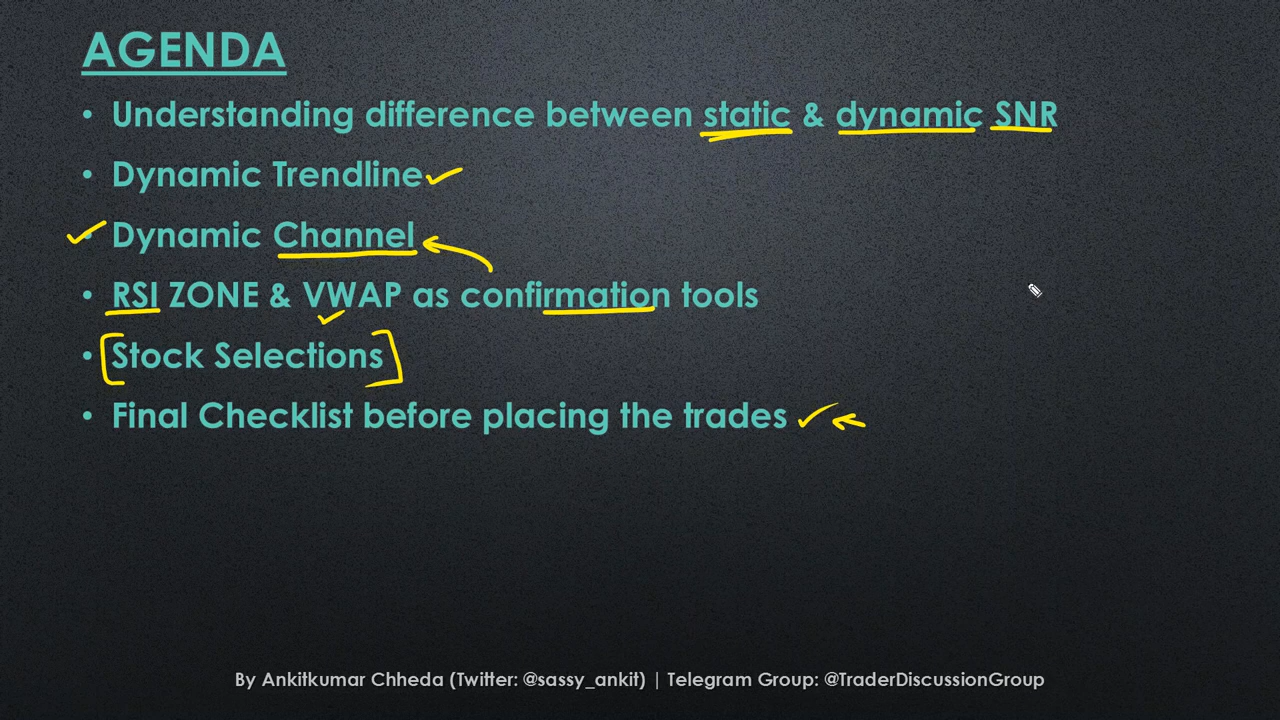 AGENDA
• Understanding difference between static & dynamic SNR
• Dynamic Trendline
• Dynamic Channel
• RSI ZONE & VWAP as confirmation tools
• Stock Selections
• Final Checklist before placing the trades
By Ankitkumar Chheda (Twitter: @sassy_ankit) | Telegram Group: @TraderDiscussionGroup